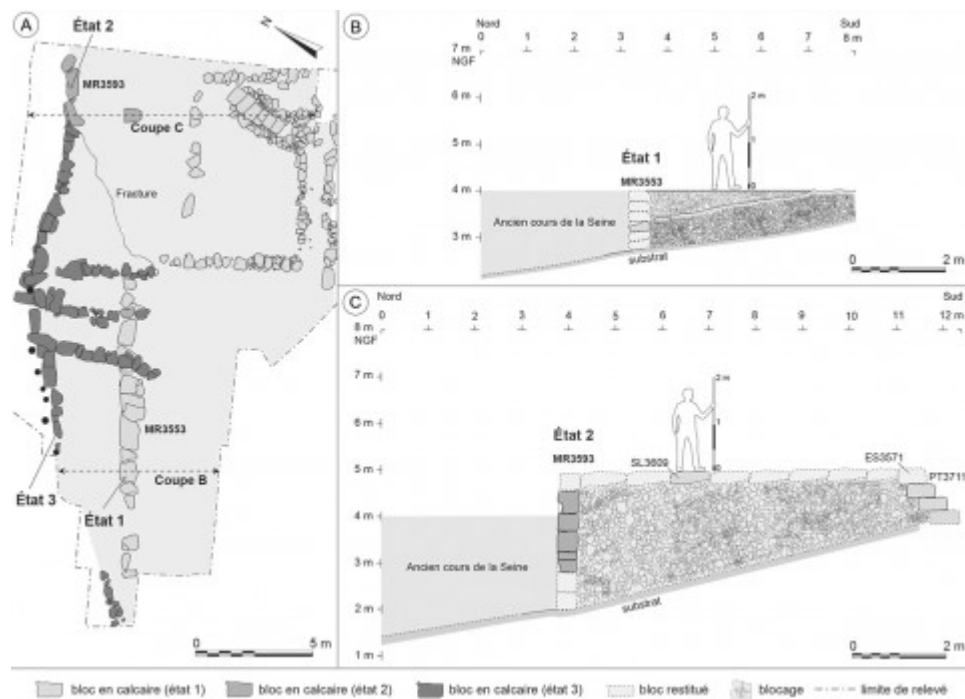 A
N
État 2
MR3593
Coupe C
Fracture
MR3553
Coupe B
État 3
État 1
5 m
B
Nord
Sud
0 1 2 3 4 5 6 7 8 m
7 m
NGF
6 m
5 m
4 m
3 m
2 m
1
0
État 1
MR3553
Ancien cours de la Seine
substrat
2 m
C
Nord
Sud
0 1 2 3 4 5 6 7 8 9 10 11 12 m
8 m
NGF
7 m
6 m
5 m
4 m
3 m
2 m
1 m
2 m
1
0
État 2
MR3593
SL3609
ES3571
PT3711
Ancien cours de la Seine
substrat
2 m
bloc en calcaire (état 1) bloc en calcaire (état 2) bloc en calcaire (état 3) bloc restitué blocage limite de relevé